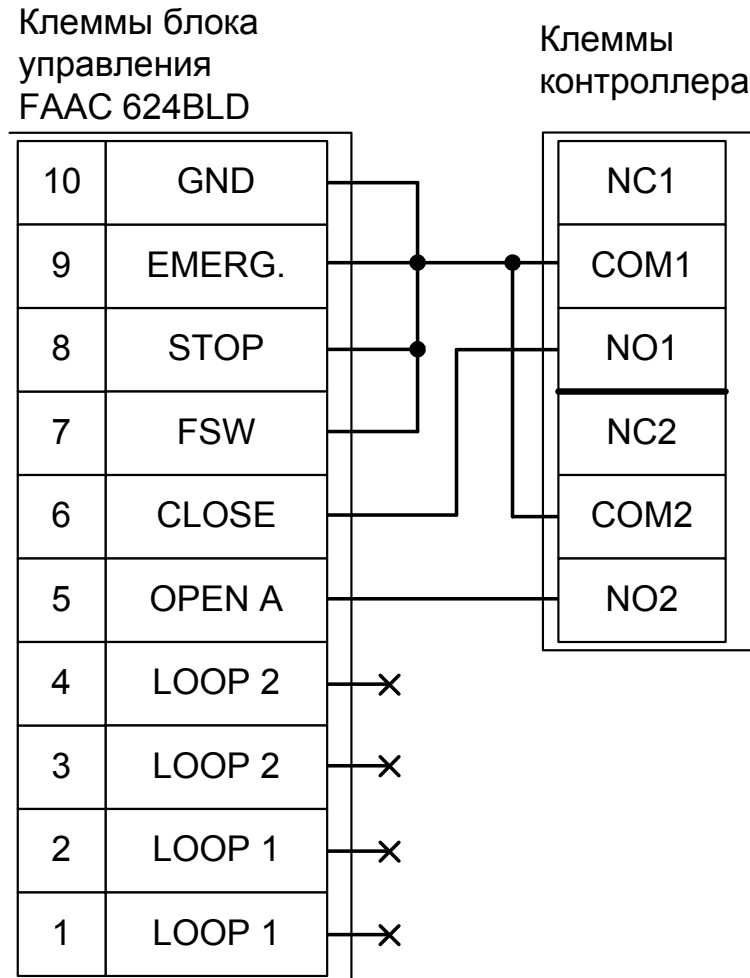 Клеммы блока
управления
FAAC 624BLD
Клеммы
контроллера
10 GND
9 EMERG.
8 STOP
7 FSW
6 CLOSE
5 OPEN A
4 LOOP 2
3 LOOP 2
2 LOOP 1
1 LOOP 1
NC1
COM1
NO1
NC2
COM2
NO2